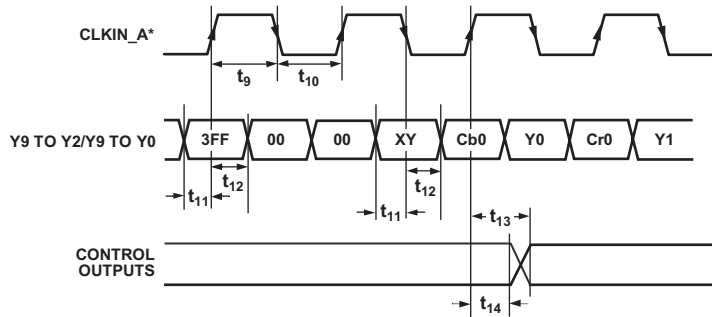 CLKIN_A*
t9
t10
Y9 TO Y2/Y9 TO Y0
3FF
00
00
XY
Cb0
Y0
Cr0
Y1
t11
t12
t11
t12
t13
CONTROL
OUTPUTS
t14